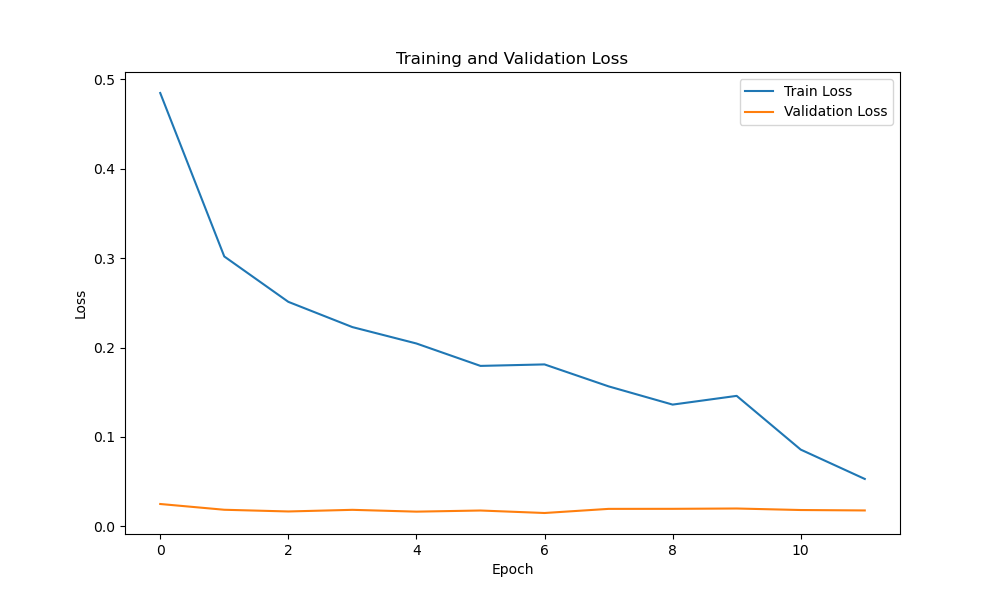 Training and Validation Loss
Train Loss
Validation Loss
0.5
0.4
0.3
0.2
0.1
0.0
Loss
0 2 4 6 8 10
Epoch